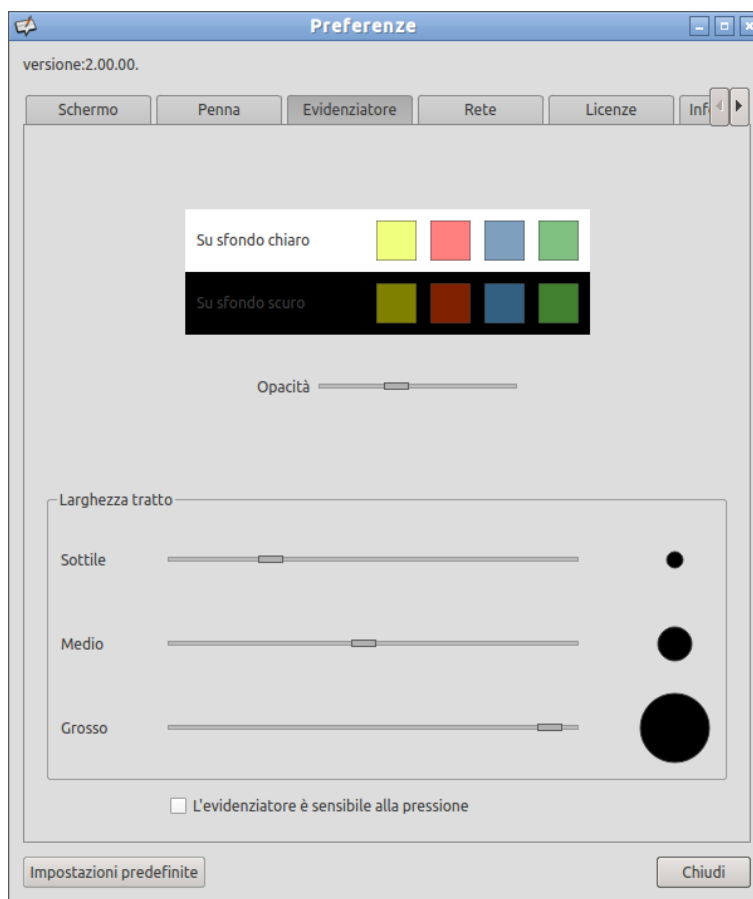 Preferenze
versione:2.00.00.
Schermo Penna Evidenziatore Rete Licenze
Su sfondo chiaro
Su sfondo scuro
Opacità
Larghezza tratto
Sottile
Medio
Grosso
L'evidenziatore è sensibile alla pressione
Impostazioni predefinite Chiudi